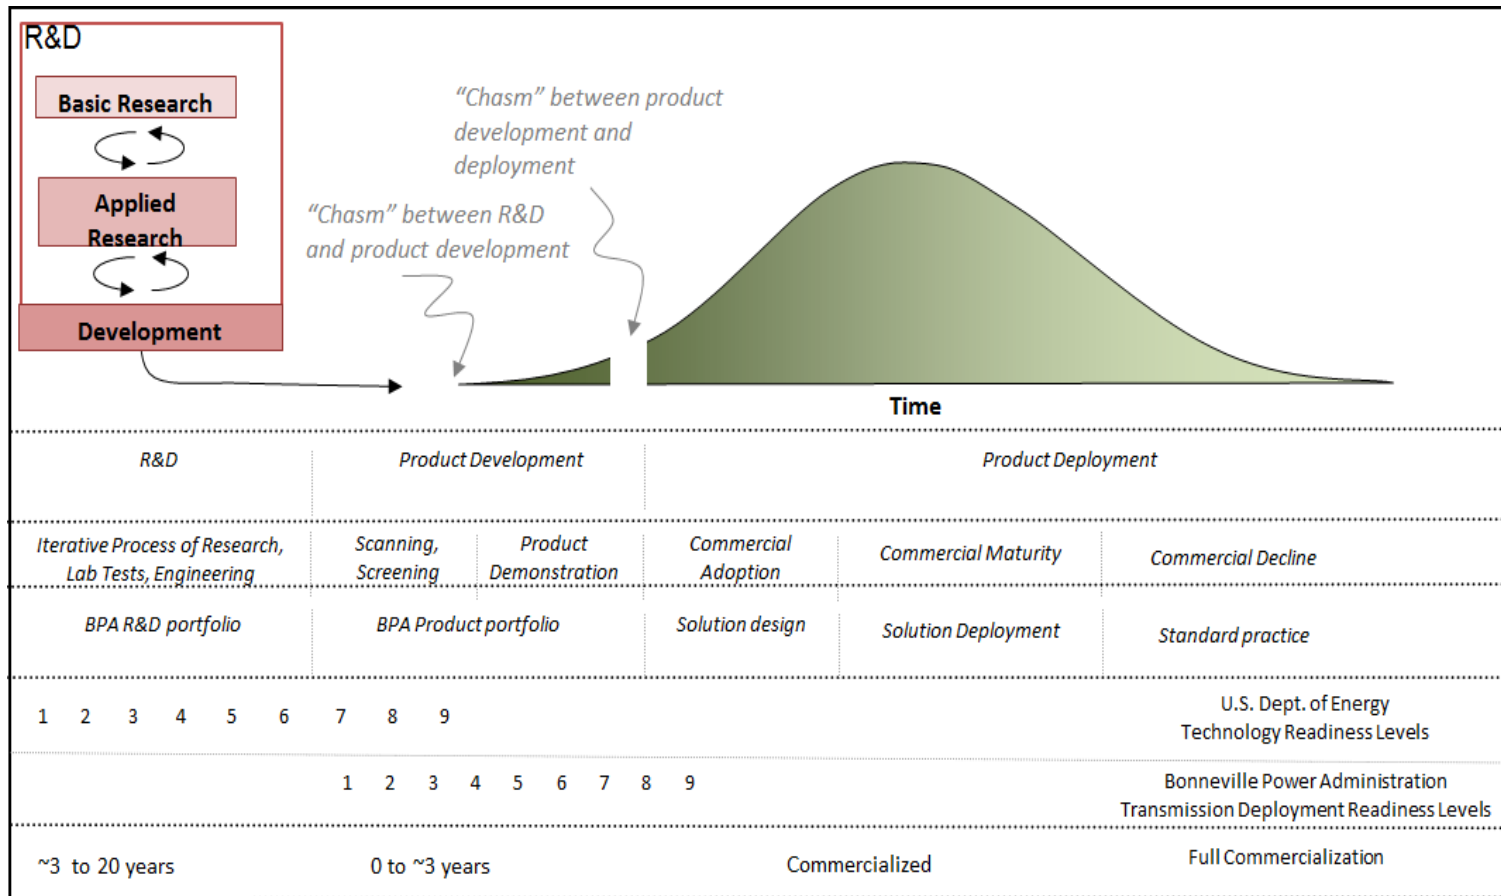 R&D
Basic Research
Applied
Research
Development
“Chasm” between product
development and
deployment
“Chasm” between R&D
and product development
Time
R&D
Product Development
Product Deployment
Iterative Process of Research,
Lab Tests, Engineering
Scanning,
Screening
Product
Demonstration
Commercial
Adoption
Commercial Maturity
Commercial Decline
BPA R&D portfolio
BPA Product portfolio
Solution design
Solution Deployment
Standard practice
1 2 3 4 5 6 7 8 9
U.S. Dept. of Energy
Technology Readiness Levels
1 2 3 4 5 6 7 8 9
Bonneville Power Administration
Transmission Deployment Readiness Levels
~3 to 20 years
0 to ~3 years
Commercialized
Full Commercialization